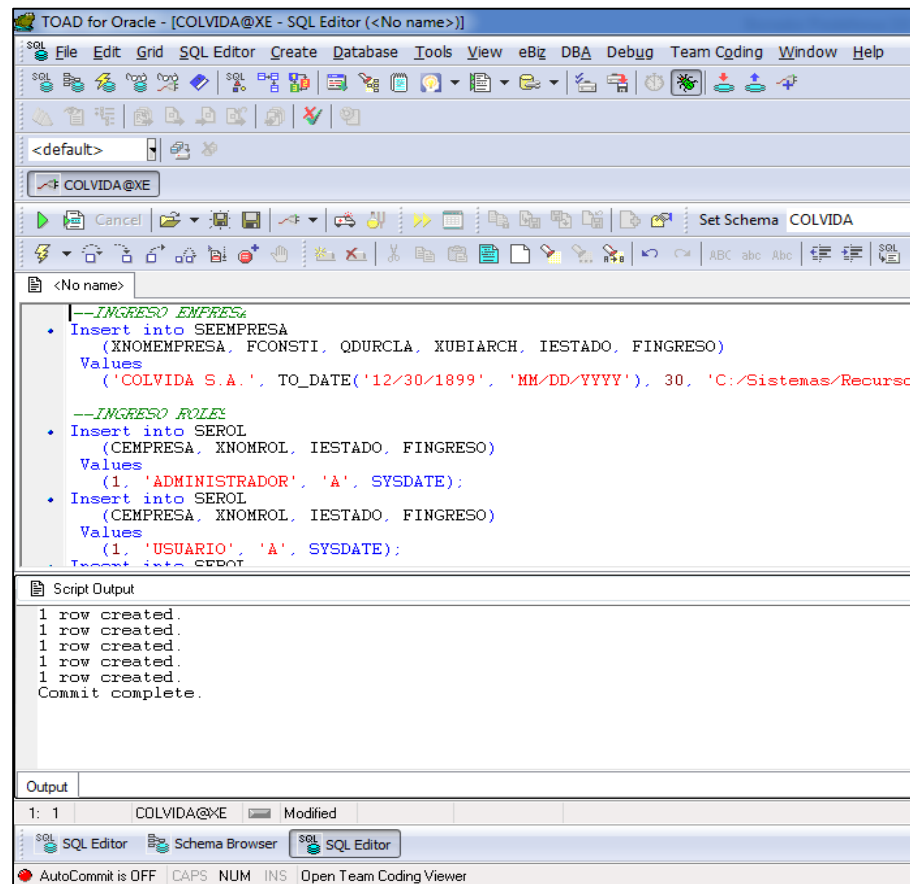 TOAD for Oracle - [COLVIDA@XE - SQL Editor (<No name>)]
File Edit Grid SQL Editor Create Database Tools View eBiz DBA Debug Team Coding Window Help
<default>
COLVIDA@XE
Cancel Set Schema COLVIDA
ABC abc Abc
<No name>
--INGRESO EMPRESA
Insert into SEEMPRESA
(XNOMEMPRESA, FCONSTI, QDURCLA, XUBIARCH, IESTADO, FINGRESO)
Values
('COLVIDA S.A.', TO_DATE('12/30/1899', 'MM/DD/YYYY'), 30, 'C:/Sistemas/Recurso
--INGRESO ROLES
Insert into SEROL
(CEMPRESA, XNOMROL, IESTADO, FINGRESO)
Values
(1, 'ADMINISTRADOR', 'A', SYSDATE);
Insert into SEROL
(CEMPRESA, XNOMROL, IESTADO, FINGRESO)
Values
(1, 'USUARIO', 'A', SYSDATE);
Insert into SEROL
Script Output
1 row created.
1 row created.
1 row created.
1 row created.
1 row created.
Commit complete.
Output
1: 1 COLVIDA@XE Modified
SQL Editor Schema Browser SQL Editor
AutoCommit is OFF CAPS NUM INS Open Team Coding Viewer